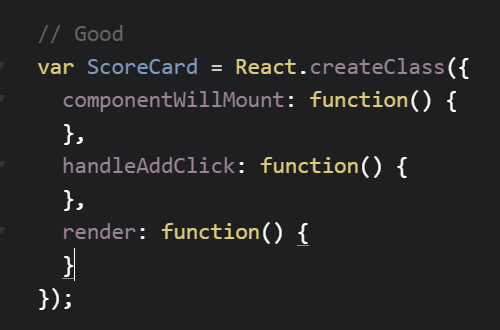 // Good
var ScoreCard = React.createClass({
  componentWillMount: function() {
  },
  handleAddClick: function() {
  },
  render: function() {
  }
});